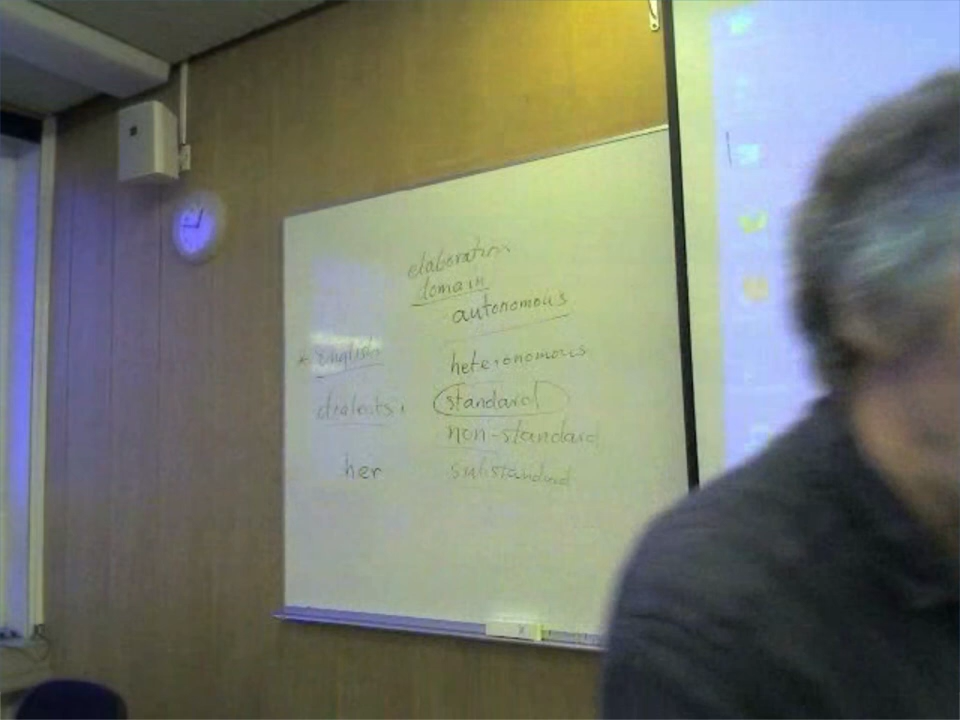 elaboration
domain
autonomous
* English
heteronomous
dialects.
standard
non-standard
her
substandard